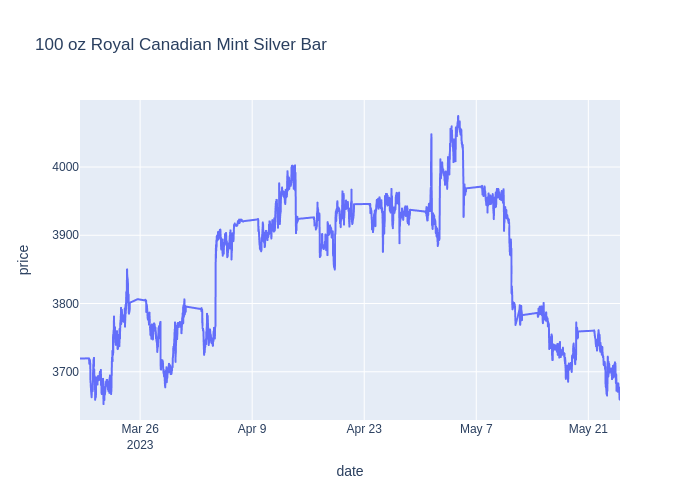 100 oz Royal Canadian Mint Silver Bar
4000
3900
3800
3700
price
Mar 26
2023
Apr 9
Apr 23
May 7
May 21
date